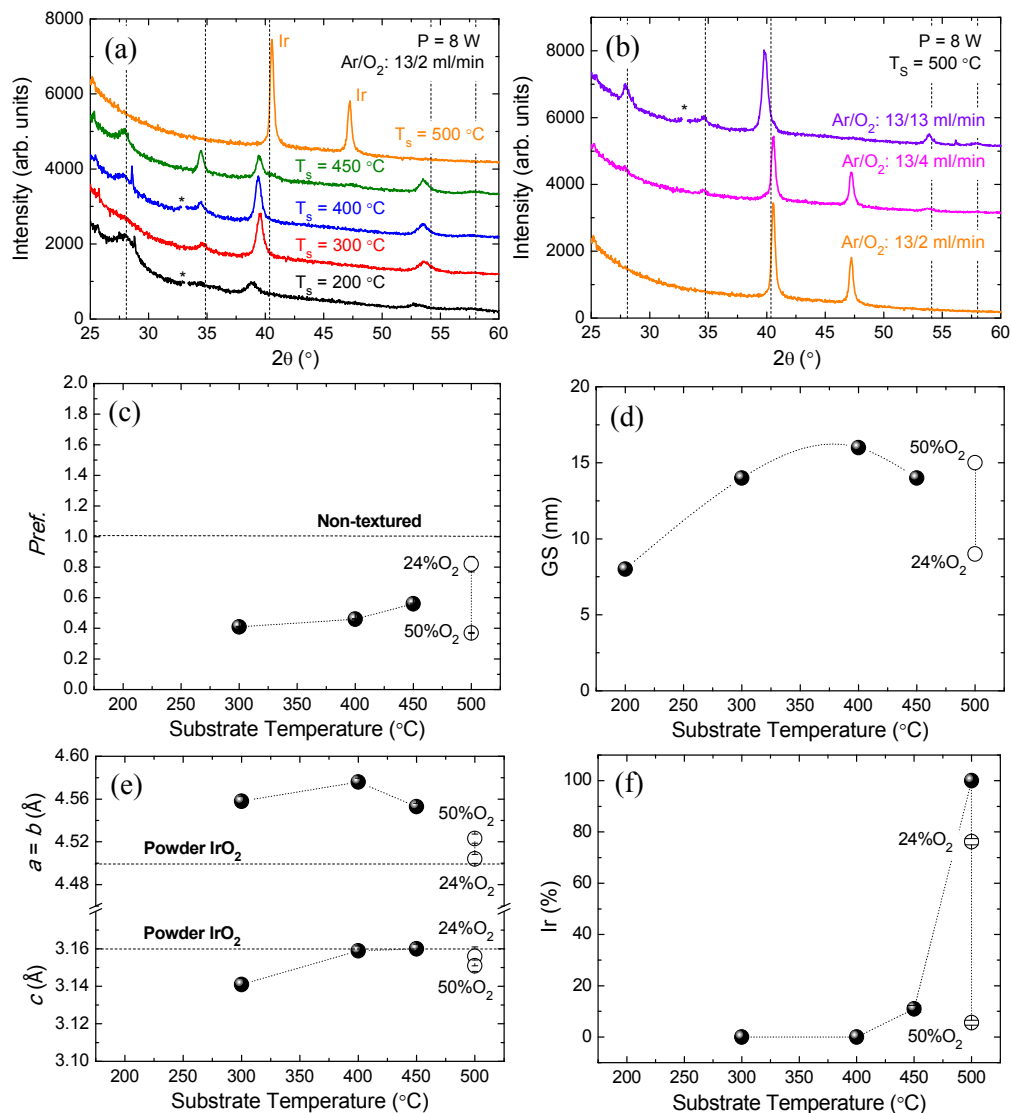 (a)
P = 8 W
Ar/O₂: 13/2 ml/min
Ir
Ir
T_s = 500 °C
T_s = 450 °C
T_s = 400 °C
T_s = 300 °C
T_s = 200 °C
*
*
8000
6000
4000
2000
0
Intensity (arb. units)
25 30 35 40 45 50 55 60
2θ (°)
(b)
P = 8 W
T_S = 500 °C
*
Ar/O₂: 13/13 ml/min
Ar/O₂: 13/4 ml/min
Ar/O₂: 13/2 ml/min
8000
6000
4000
2000
0
Intensity (arb. units)
25 30 35 40 45 50 55 60
2θ (°)
(c)
Non-textured
24%O₂
50%O₂
2.0
1.8
1.6
1.4
1.2
1.0
0.8
0.6
0.4
0.2
0.0
Pref.
200 250 300 350 400 450 500
Substrate Temperature (°C)
(d)
50%O₂
24%O₂
20
15
10
5
0
GS (nm)
200 250 300 350 400 450 500
Substrate Temperature (°C)
(e)
50%O₂
Powder IrO₂
24%O₂
24%O₂
Powder IrO₂
50%O₂
4.60
4.56
4.52
4.48
3.16
3.14
3.12
3.10
a = b (Å)
c (Å)
200 250 300 350 400 450 500
Substrate Temperature (°C)
(f)
24%O₂
50%O₂
100
80
60
40
20
0
Ir (%)
200 250 300 350 400 450 500
Substrate Temperature (°C)